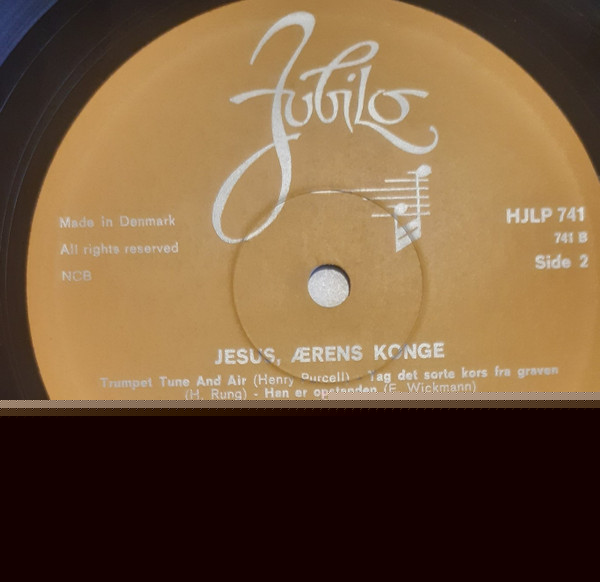 Jubilo
Made in Denmark
All rights reserved
NCB
HJLP 741
741 B
Side 2
JESUS, ÆRENS KONGE
Trumpet Tune And Air (Henry Purcell) - Tag det sorte kors fra graven
(H. Rung) - Han er opstanden (E. Wickmann)